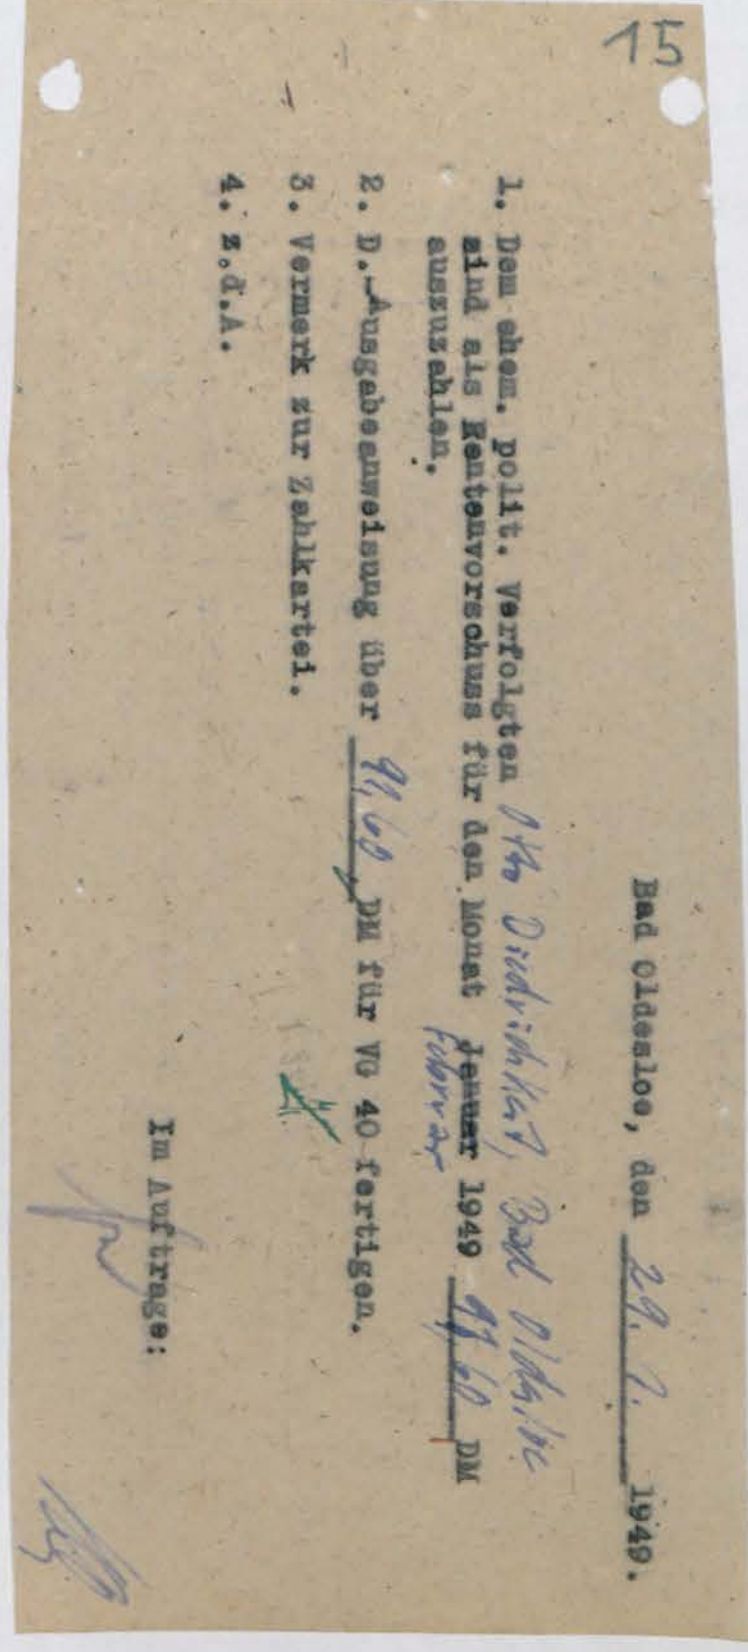 15
Bad Oldesloe, den 29. 1. 1949.
1. Dem ehem. polit. Verfolgten Otto Bad Oldesloe
sind als Rentenvorschuss für den Monat Januar 1949 91,60 DM
Februar
auszuzahlen.
2. D.-Ausgabeanweisung über 91,60 DM für VG 40 fertigen.
3. Vermerk zur Zahlkartei.
4. z.d.A.
Im Auftrage: